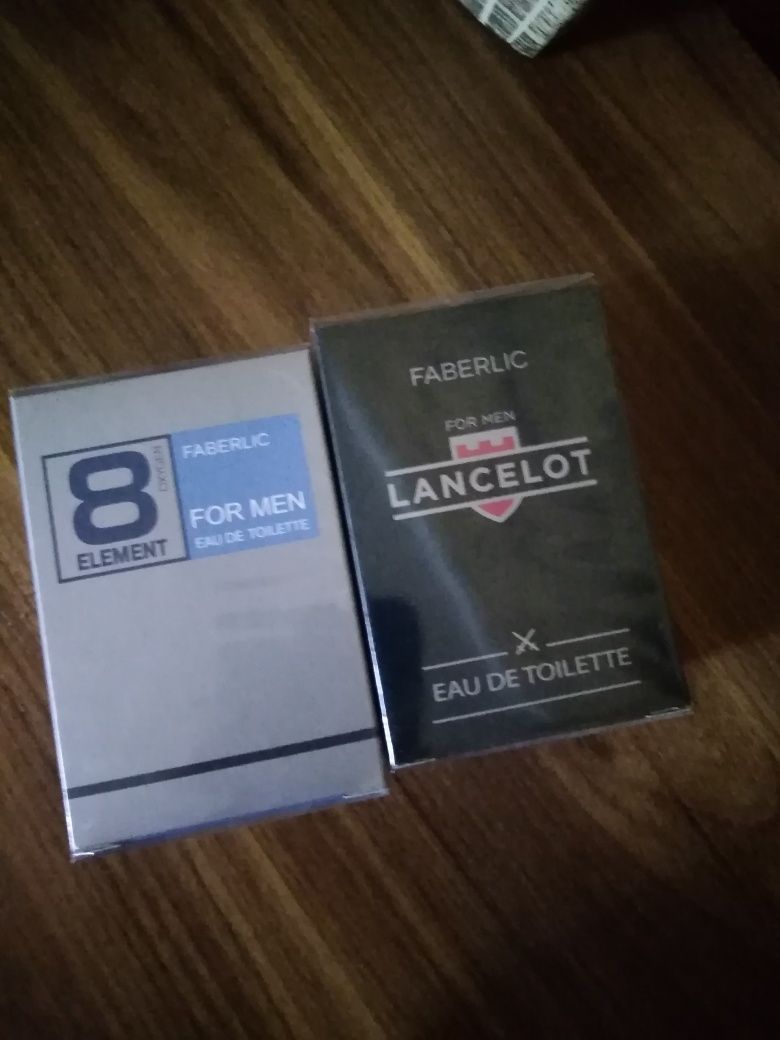 8
OXYGEN
ELEMENT
FABERLIC
FOR MEN
EAU DE TOILETTE
FABERLIC
FOR MEN
LANCELOT
EAU DE TOILETTE